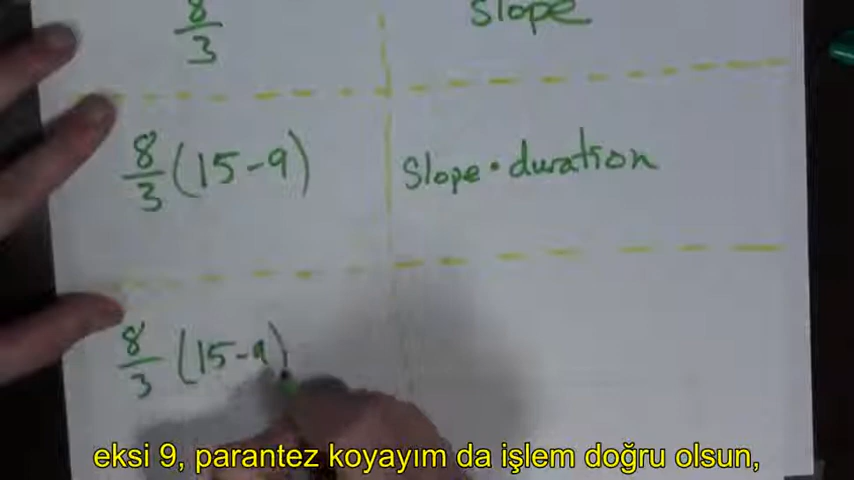 8/3 slope
8/3 (15-9) slope · duration
8/3 (15-9)
eksi 9, parantez koyayım da işlem doğru olsun,